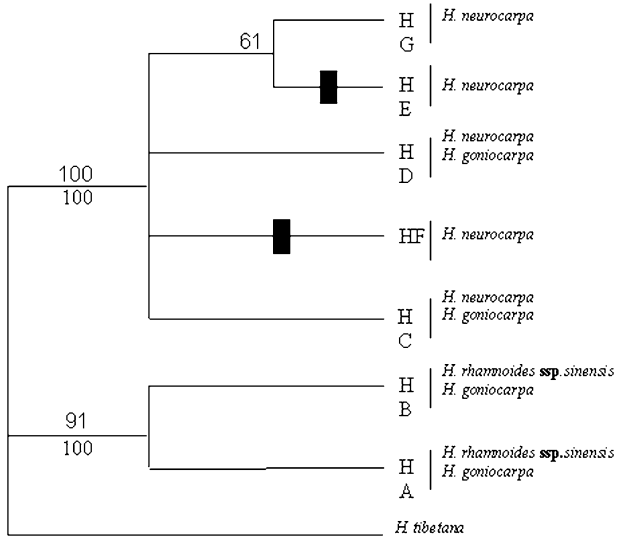 61
H
G
H. neurocarpa
H
E
H. neurocarpa
H
D
H. neurocarpa
H. goniocarpa
100
100
HF
H. neurocarpa
H
C
H. neurocarpa
H. goniocarpa
H
B
H. rhamnoides ssp.sinensis
H. goniocarpa
91
100
H
A
H. rhamnoides ssp.sinensis
H. goniocarpa
H tibetana